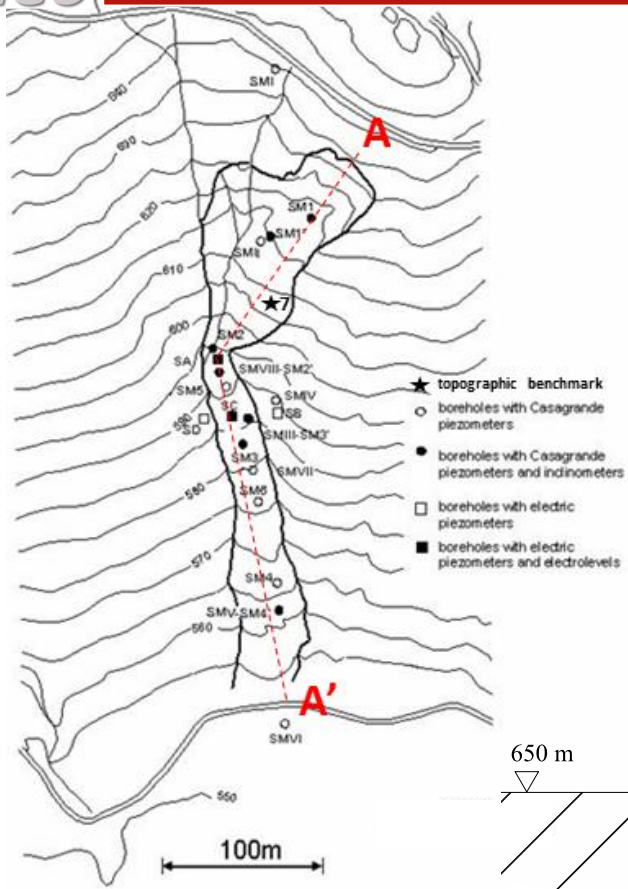 SMI
640
630
A
620
SM1
SM1'
SMII
610
7
600
SM2
SA
SMVIII-SM2'
SM5
SMIV
SC
SB
590
SD
SMIII-SM3'
SM3
SMVII
580
SM6
570
SM4
SMV-SM4'
560
A'
SMVI
550
100m
topographic benchmark
boreholes with Casagrande
piezometers
boreholes with Casagrande
piezometers and inclinometers
boreholes with electric
piezometers
boreholes with electric
piezometers and electrolevels
650 m